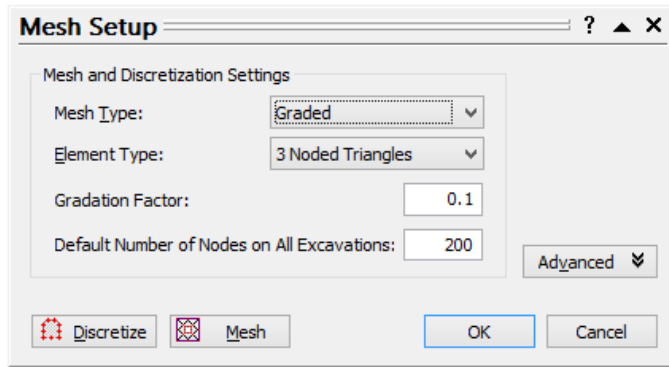 Mesh Setup ?
Mesh and Discretization Settings
Mesh Type: Graded
Element Type: 3 Noded Triangles
Gradation Factor: 0.1
Default Number of Nodes on All Excavations: 200
Advanced
Discretize Mesh OK Cancel